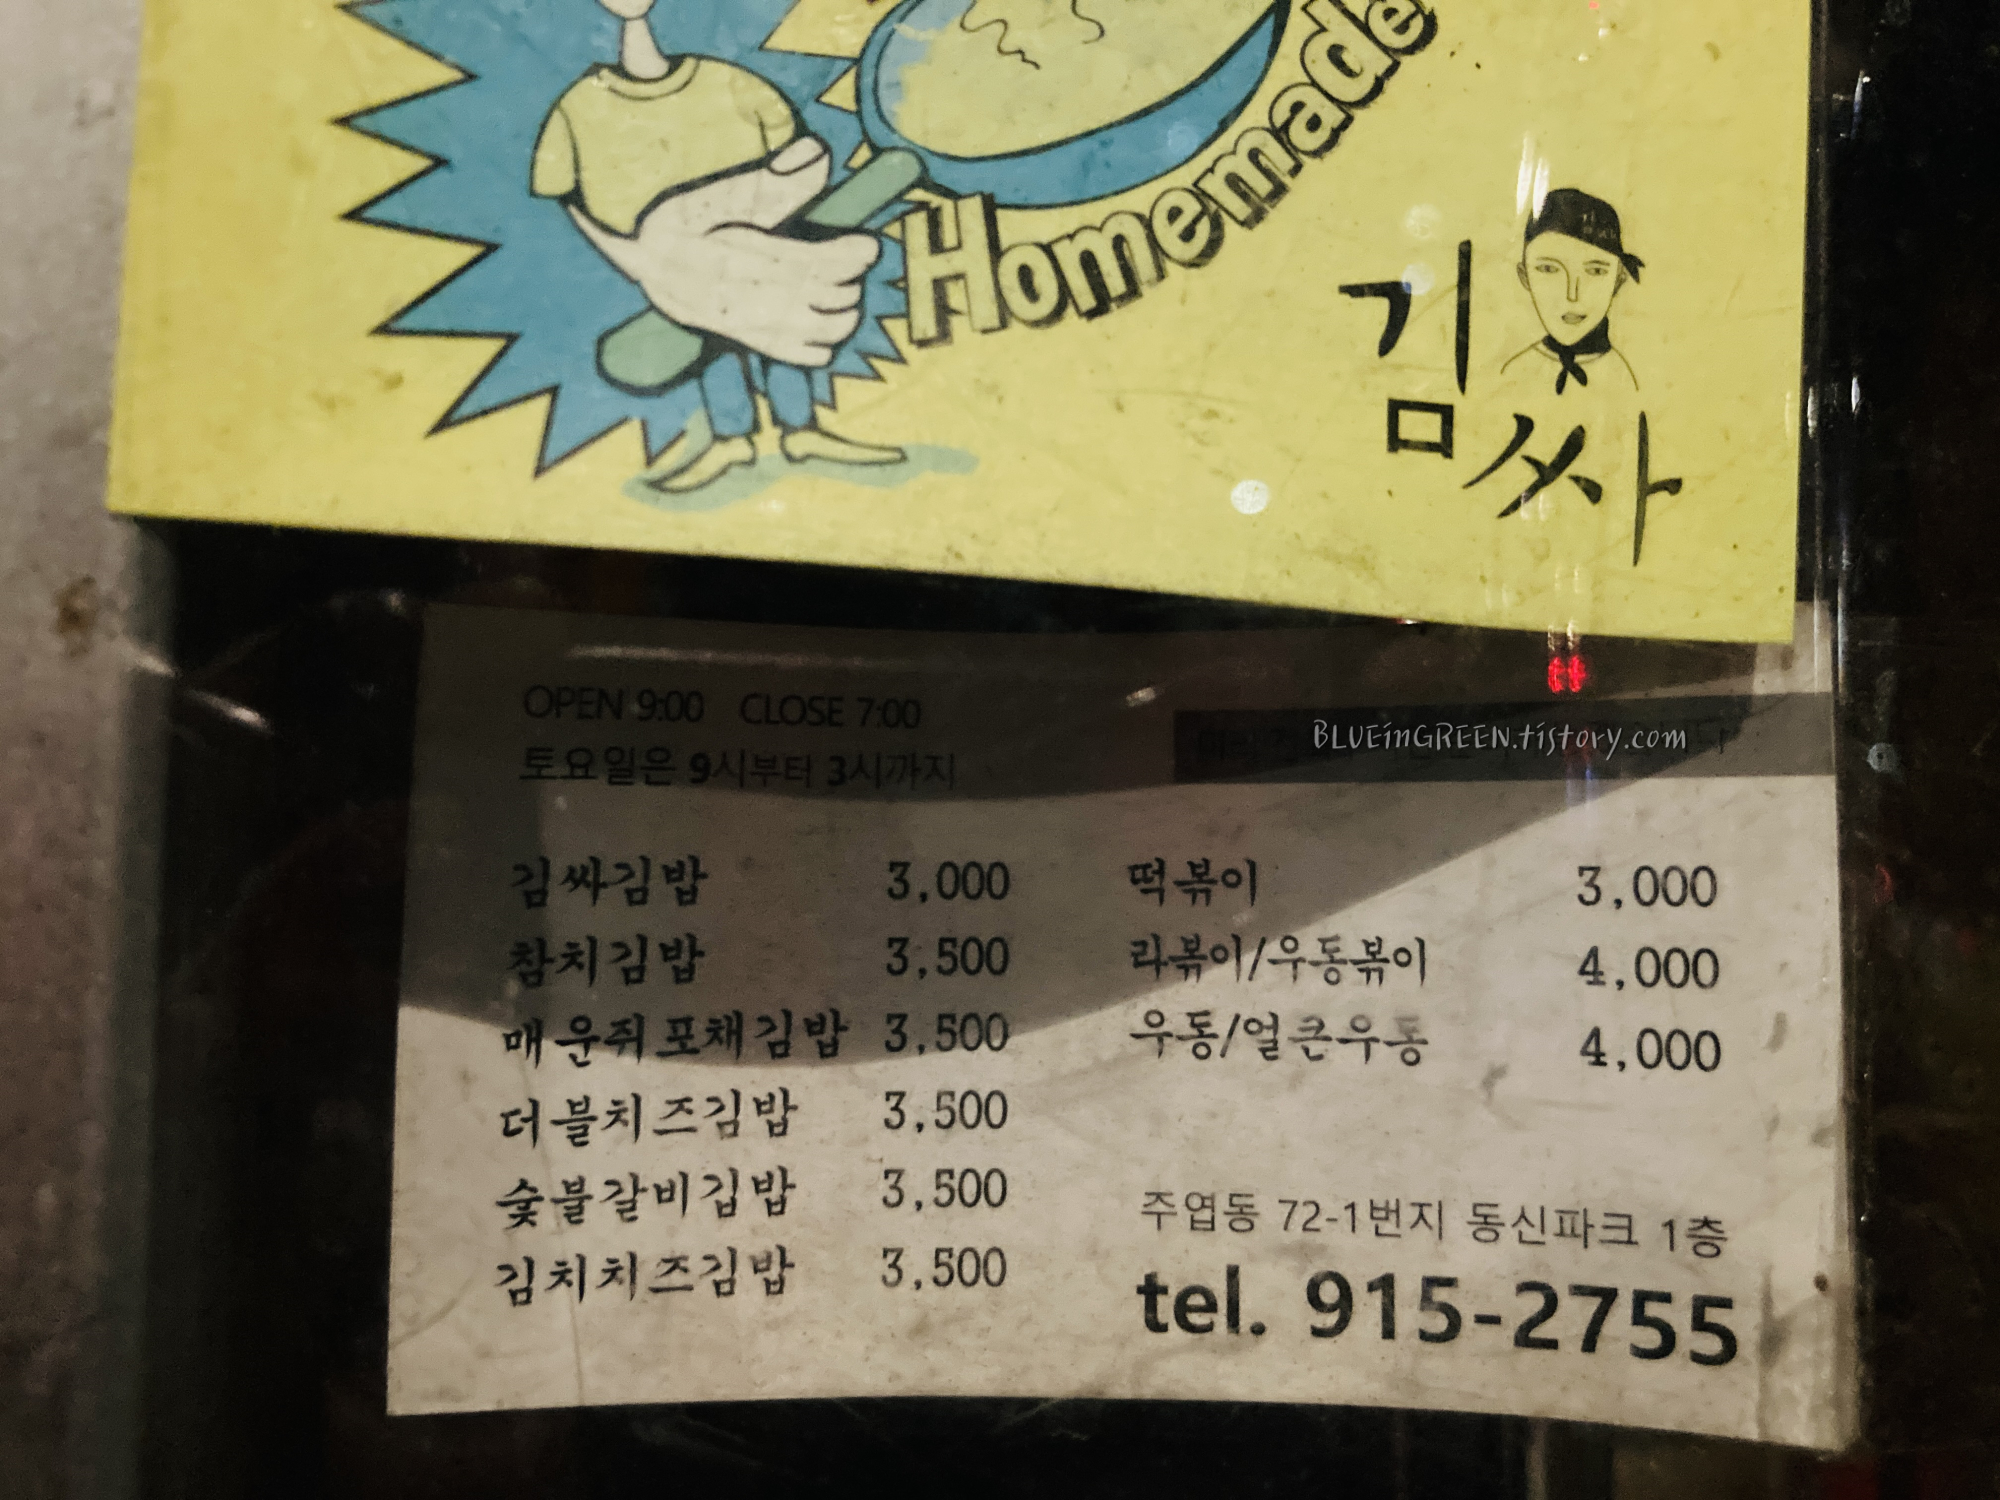 Homemade
김싸
OPEN 9:00 CLOSE 7:00
토요일은 9시부터 3시까지
BLUEinGREEN.tistory.com
김싸김밥 3,000
참치김밥 3,500
매운쥐포채김밥 3,500
더블치즈김밥 3,500
숯불갈비김밥 3,500
김치치즈김밥 3,500
떡볶이 3,000
라볶이/우동볶이 4,000
우동/얼큰우동 4,000
주엽동 72-1번지 동신파크 1층
tel. 915-2755